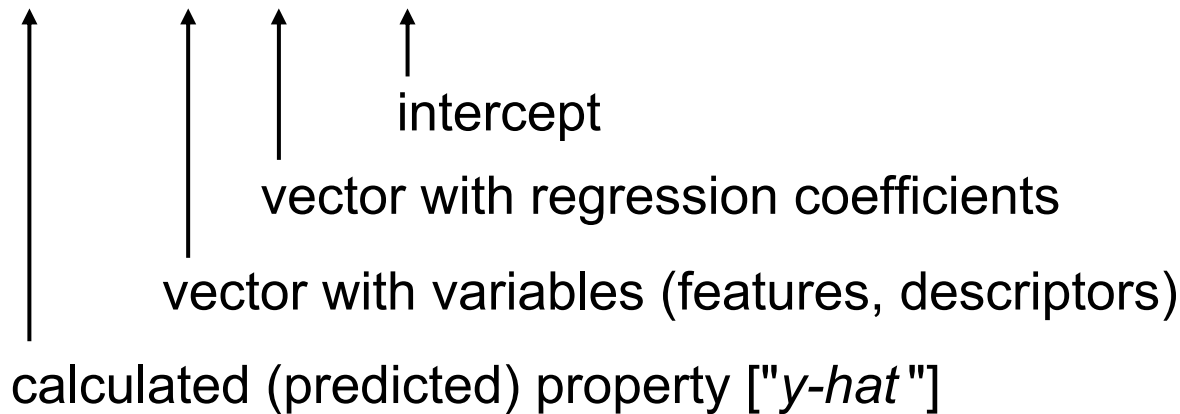 intercept
vector with regression coefficients
vector with variables (features, descriptors)
calculated (predicted) property ["y-hat"]